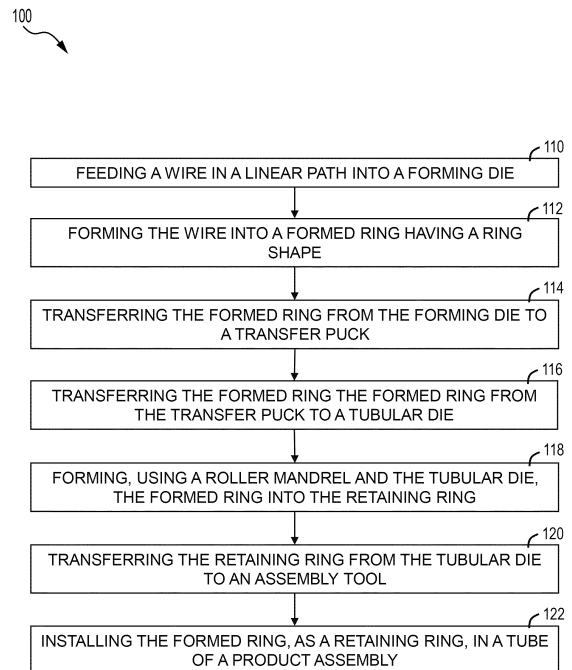 100
110
FEEDING A WIRE IN A LINEAR PATH INTO A FORMING DIE
112
FORMING THE WIRE INTO A FORMED RING HAVING A RING
SHAPE
114
TRANSFERRING THE FORMED RING FROM THE FORMING DIE TO
A TRANSFER PUCK
116
TRANSFERRING THE FORMED RING THE FORMED RING FROM
THE TRANSFER PUCK TO A TUBULAR DIE
118
FORMING, USING A ROLLER MANDREL AND THE TUBULAR DIE,
THE FORMED RING INTO THE RETAINING RING
120
TRANSFERRING THE RETAINING RING FROM THE TUBULAR DIE
TO AN ASSEMBLY TOOL
122
INSTALLING THE FORMED RING, AS A RETAINING RING, IN A TUBE
OF A PRODUCT ASSEMBLY